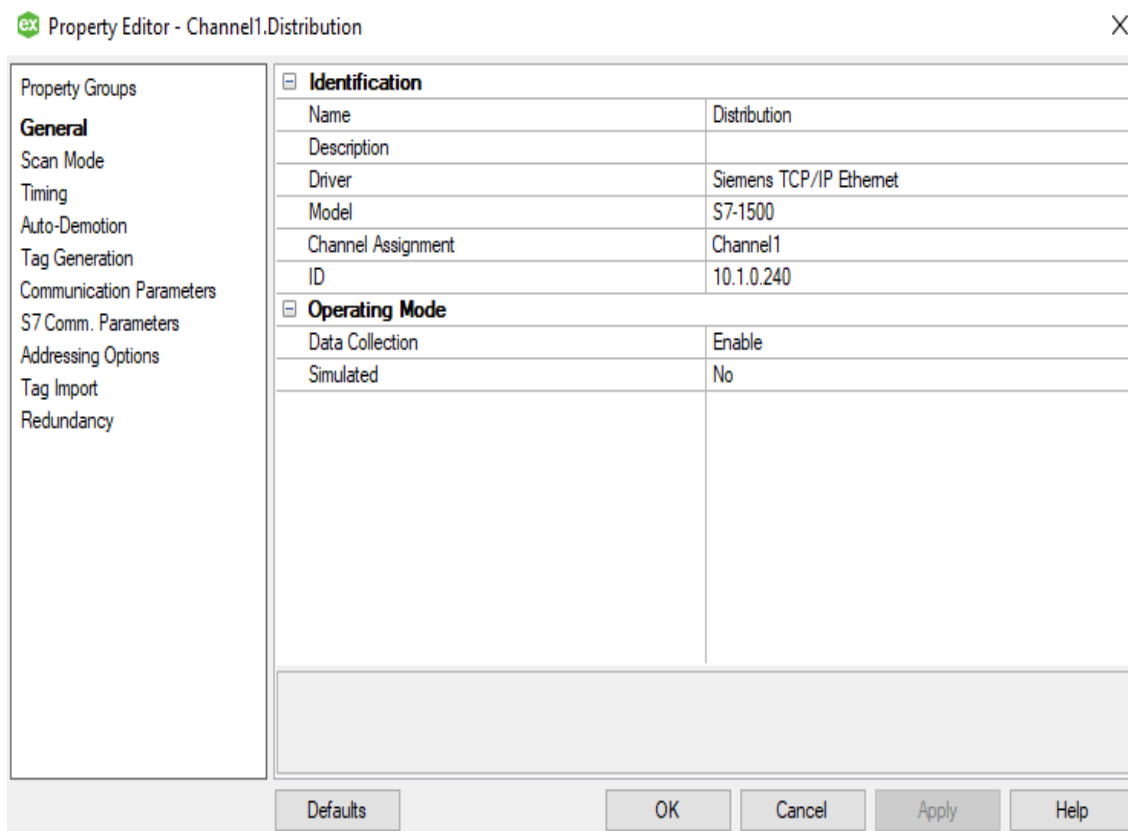 ex Property Editor - Channel1.Distribution X
Property Groups
General
Scan Mode
Timing
Auto-Demotion
Tag Generation
Communication Parameters
S7 Comm. Parameters
Addressing Options
Tag Import
Redundancy
Identification
Name Distribution
Description
Driver Siemens TCP/IP Ethernet
Model S7-1500
Channel Assignment Channel1
ID 10.1.0.240
Operating Mode
Data Collection Enable
Simulated No
Defaults OK Cancel Apply Help